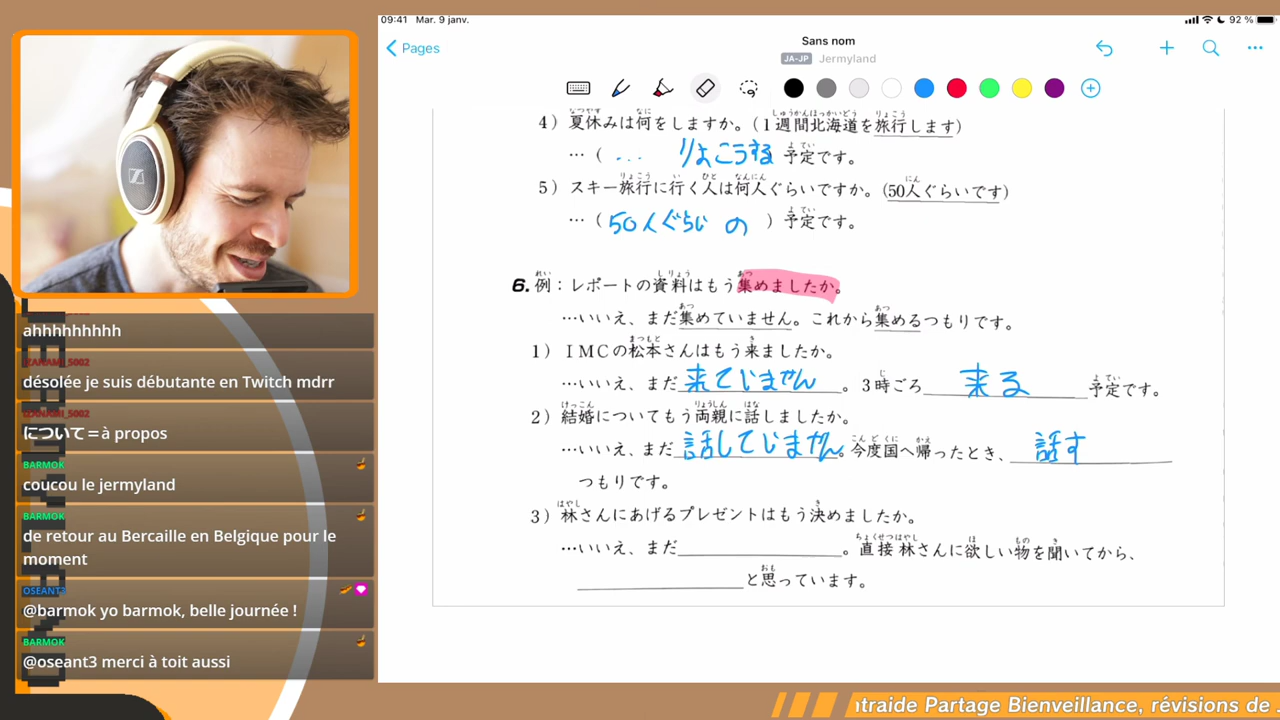 09:41 Mar. 9 janv.
92 %
Pages
Sans nom
JA-JP Jermyland
4）夏休みは何をしますか。（１週間北海道を旅行します）
…（ ... りょこうする 予定です。
5）スキー旅行に行く人は何人ぐらいですか。（50人ぐらいです）
…（ 50人ぐらい の ）予定です。
6. 例：レポートの資料はもう集めましたか。
…いいえ、まだ集めていません。これから集めるつもりです。
1）ＩＭＣの松本さんはもう来ましたか。
…いいえ、まだ 来ていません 。３時ごろ 来る 予定です。
2）結婚についてもう両親に話しましたか。
…いいえ、まだ 話していません 。今度国へ帰ったとき、 話す
つもりです。
3）林さんにあげるプレゼントはもう決めましたか。
…いいえ、まだ＿＿＿＿＿＿。直接林さんに欲しい物を聞いてから、
＿＿＿＿＿＿と思っています。
ahhhhhhhhh
IZANAMI_5002
désolée je suis débutante en Twitch mdrr
IZANAMI_5002
について＝à propos
BARMOK
coucou le jermyland
BARMOK
de retour au Bercaille en Belgique pour le
moment
OSEANT3
@barmok yo barmok, belle journée !
BARMOK
@oseant3 merci à toit aussi
ntraide Partage Bienveillance, révisions de